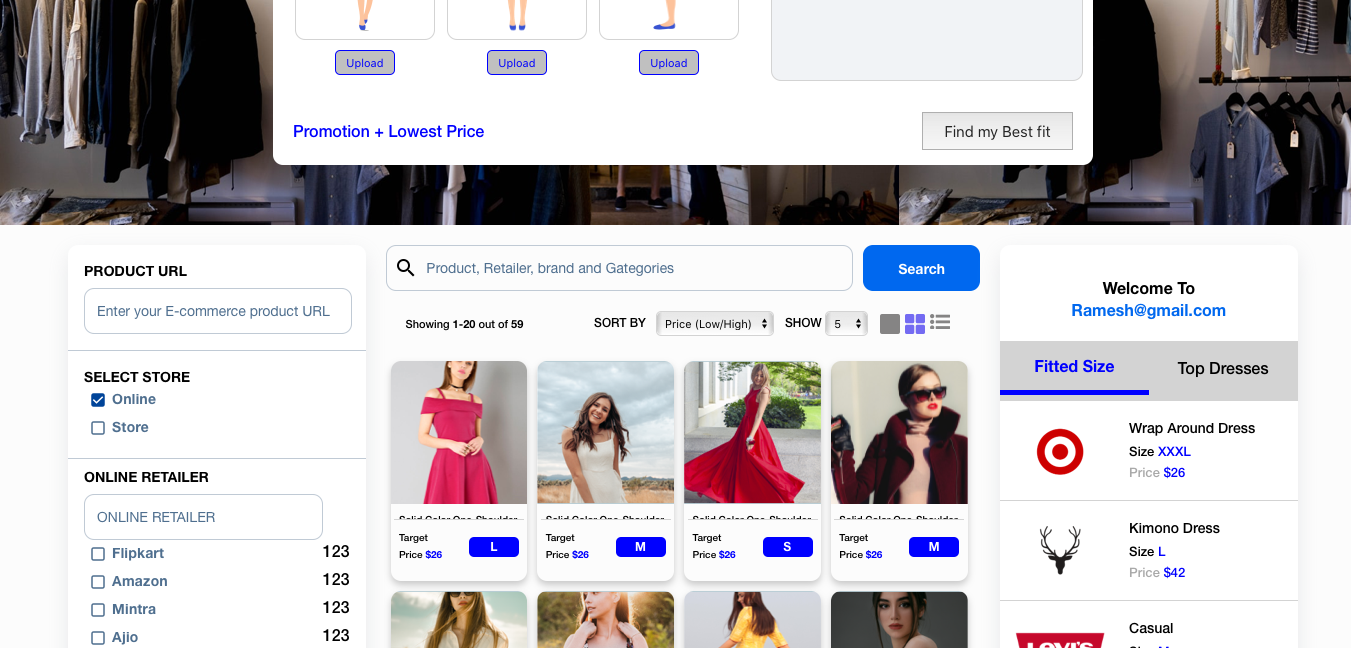 Upload
Upload
Upload
Promotion + Lowest Price
Find my Best fit
PRODUCT URL
Enter your E-commerce product URL
SELECT STORE
Online
Store
ONLINE RETAILER
ONLINE RETAILER
Flipkart 123
Amazon 123
Mintra 123
Ajio 123
Product, Retailer, brand and Gategories
Search
Showing 1-20 out of 59
SORT BY
Price (Low/High)
SHOW
5
Solid Color One-Shoulder
Target
Price $26
L
Solid Color One-Shoulder
Target
Price $26
M
Solid Color One-Shoulder
Target
Price $26
S
Solid Color One-Shoulder
Target
Price $26
M
Welcome To
Ramesh@gmail.com
Fitted Size
Top Dresses
Wrap Around Dress
Size XXXL
Price $26
Kimono Dress
Size L
Price $42
LEVI'S
Casual